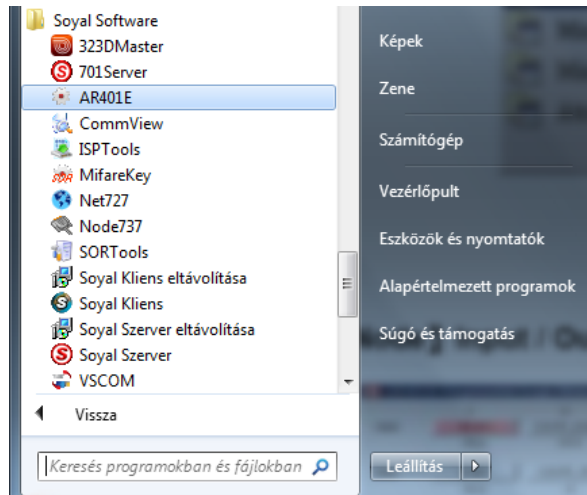 Soyal Software
323DMaster
701Server
AR401E
CommView
ISPTools
MifareKey
Net727
Node737
SORTools
Soyal Kliens eltávolítása
Soyal Kliens
Soyal Szerver eltávolítása
Soyal Szerver
VSCOM
Vissza
Keresés programokban és fájlokban
Képek
Zene
Számítógép
Vezérlőpult
Eszközök és nyomtatók
Alapértelmezett programok
Súgó és támogatás
Leállítás